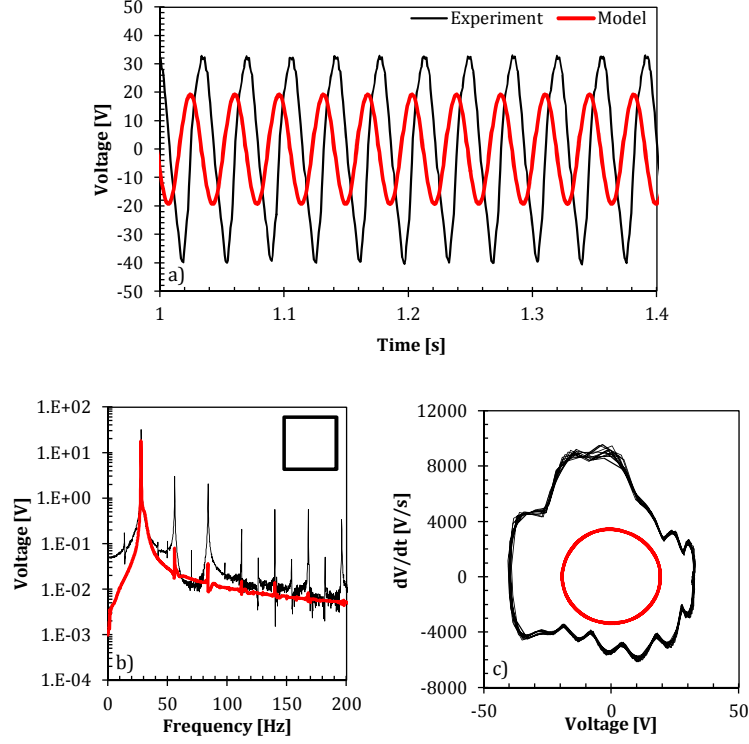 50
40
30
20
10
0
-10
-20
-30
-40
-50
Voltage [V]
Experiment
Model
a)
1
1.1
1.2
1.3
1.4
Time [s]
1.E+02
1.E+01
1.E+00
1.E-01
1.E-02
1.E-03
1.E-04
Voltage [V]
b)
0
50
100
150
200
Frequency [Hz]
12000
8000
4000
0
-4000
-8000
dV/dt [V/s]
c)
-50
0
50
Voltage [V]